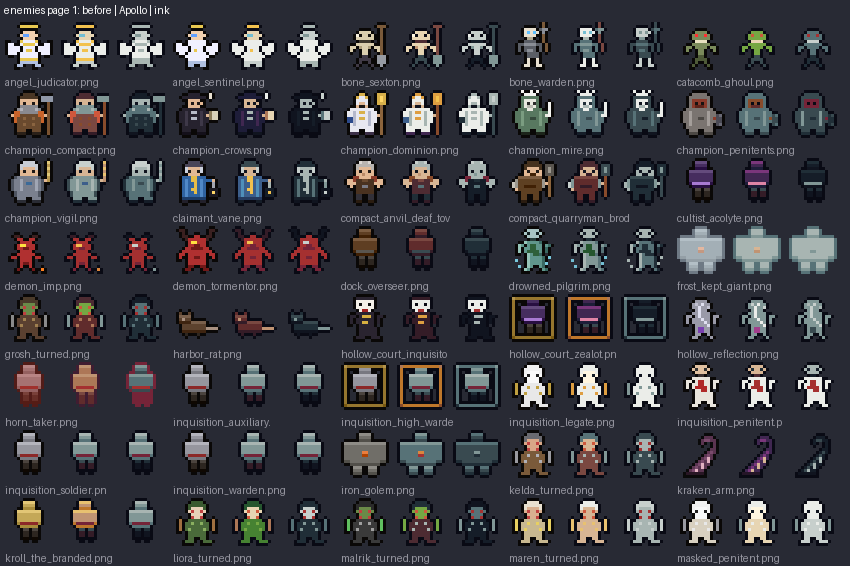 enemies page 1: before | Apollo | ink
angel_judicator.png angel_sentinel.png bone_sexton.png bone_warden.png catacomb_ghoul.png
champion_compact.png champion_crows.png champion_dominion.png champion_mire.png champion_penitents.png
champion_vigil.png claimant_vane.png compact_anvil_deaf_tov compact_quarryman_brod cultist_acolyte.png
demon_imp.png demon_tormentor.png dock_overseer.png drowned_pilgrim.png frost_kept_giant.png
grosh_turned.png harbor_rat.png hollow_court_inquisito hollow_court_zealot.pn hollow_reflection.png
horn_taker.png inquisition_auxiliary. inquisition_high_warde inquisition_legate.png inquisition_penitent.p
inquisition_soldier.pn inquisition_warden.png iron_golem.png kelda_turned.png kraken_arm.png
kroll_the_branded.png liora_turned.png malrik_turned.png maren_turned.png masked_penitent.png